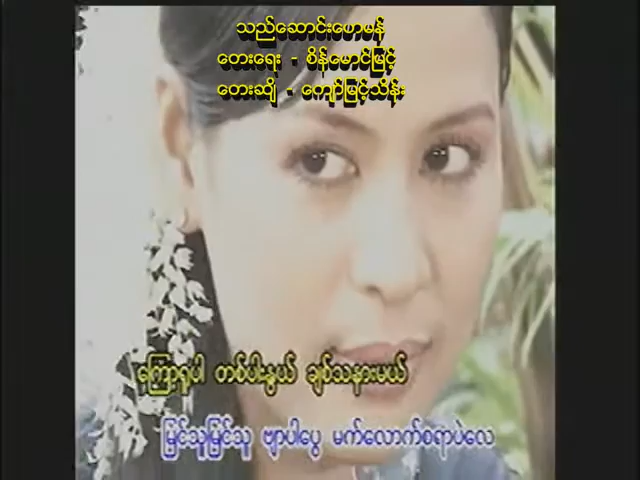 သည်ဆောင်းဟေမန်
တေးရေး - စိန်မောင်မြင့်
တေးဆို - ကျော်မြင့်သိန်း
ကြော့ရှုပါ တစ်ပါးနွယ် ချစ်သနားမယ်
မြင်သူမြင်သူ ဗျာပါပွေ မက်လောက်စရာပဲလေ